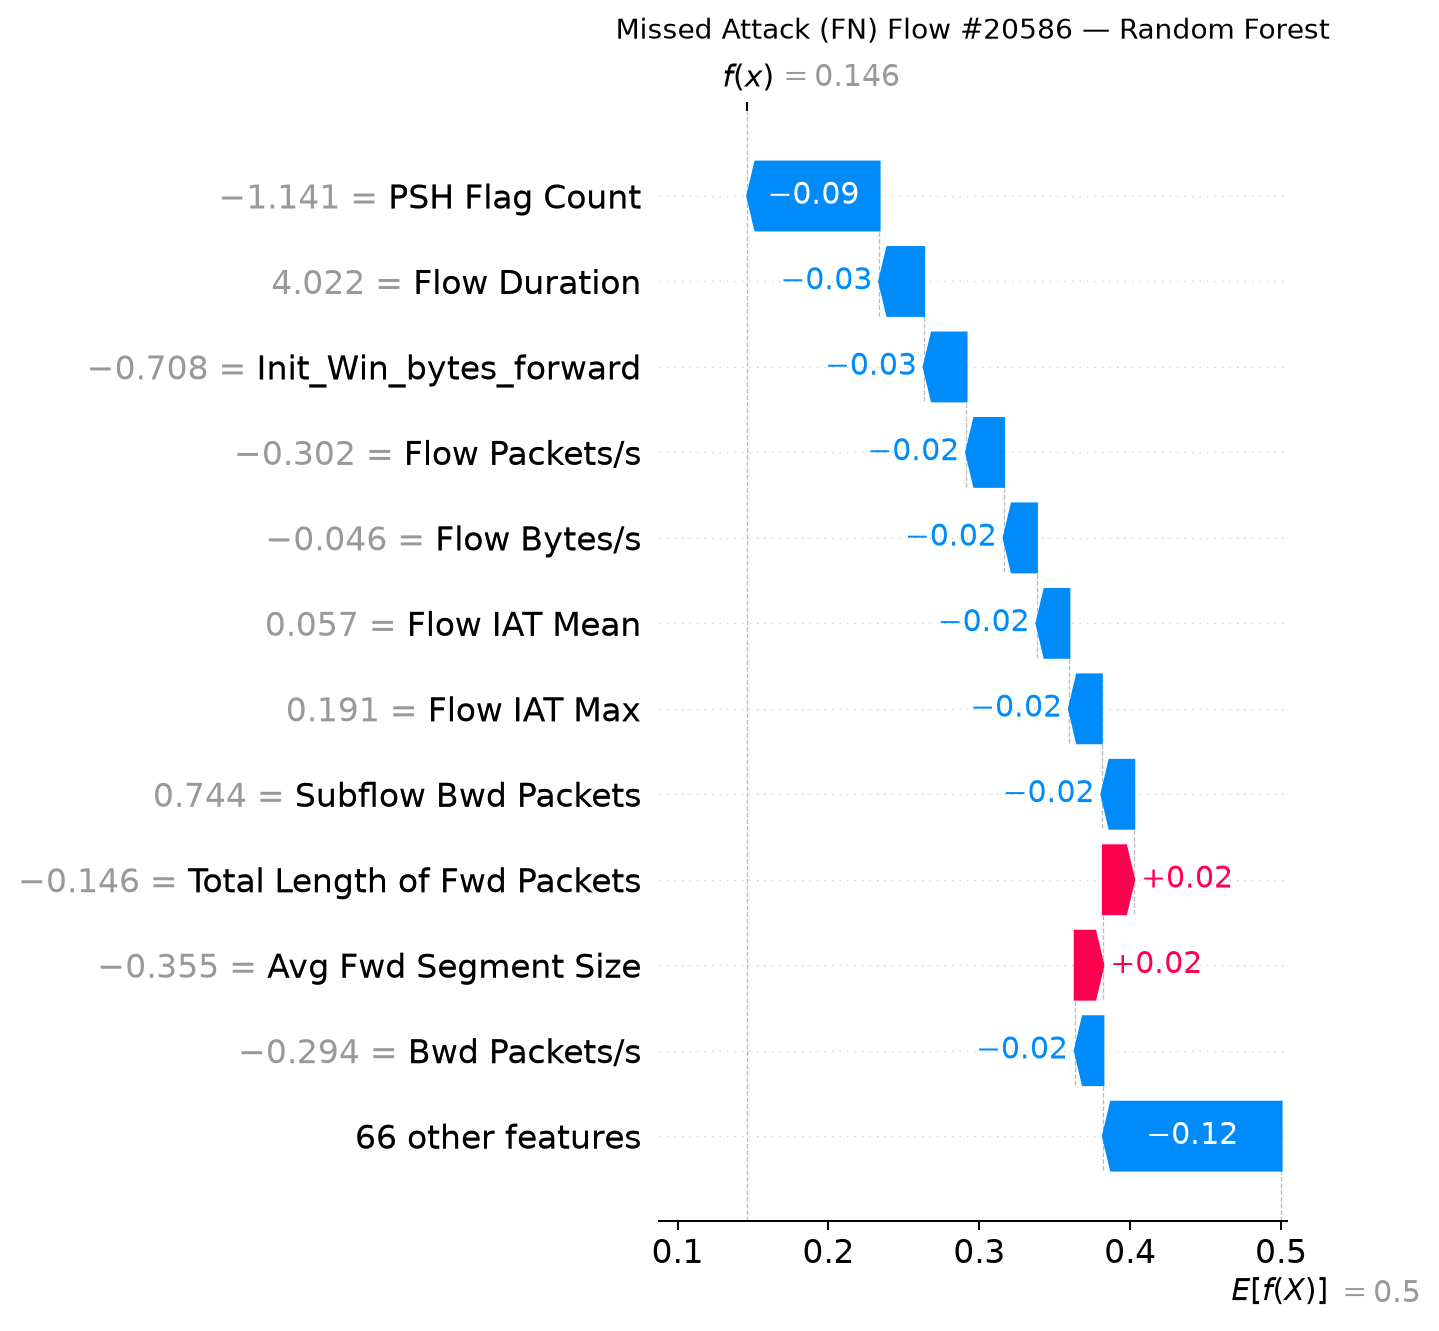 Missed Attack (FN) Flow #20586 — Random Forest
f(x) = 0.146
−1.141 = PSH Flag Count −0.09
4.022 = Flow Duration −0.03
−0.708 = Init_Win_bytes_forward −0.03
−0.302 = Flow Packets/s −0.02
−0.046 = Flow Bytes/s −0.02
0.057 = Flow IAT Mean −0.02
0.191 = Flow IAT Max −0.02
0.744 = Subflow Bwd Packets −0.02
−0.146 = Total Length of Fwd Packets +0.02
−0.355 = Avg Fwd Segment Size +0.02
−0.294 = Bwd Packets/s −0.02
66 other features −0.12
0.1 0.2 0.3 0.4 0.5
E[f(X)] = 0.5